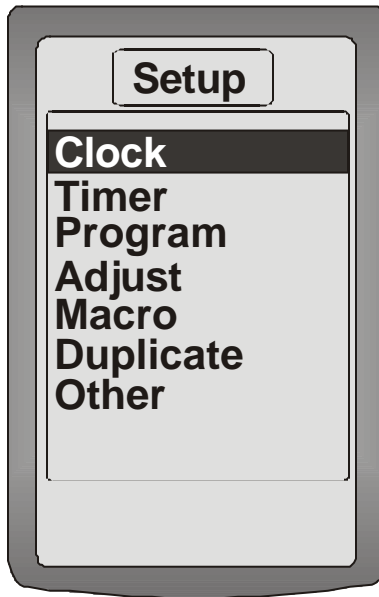 Setup
Clock
Timer
Program
Adjust
Macro
Duplicate
Other